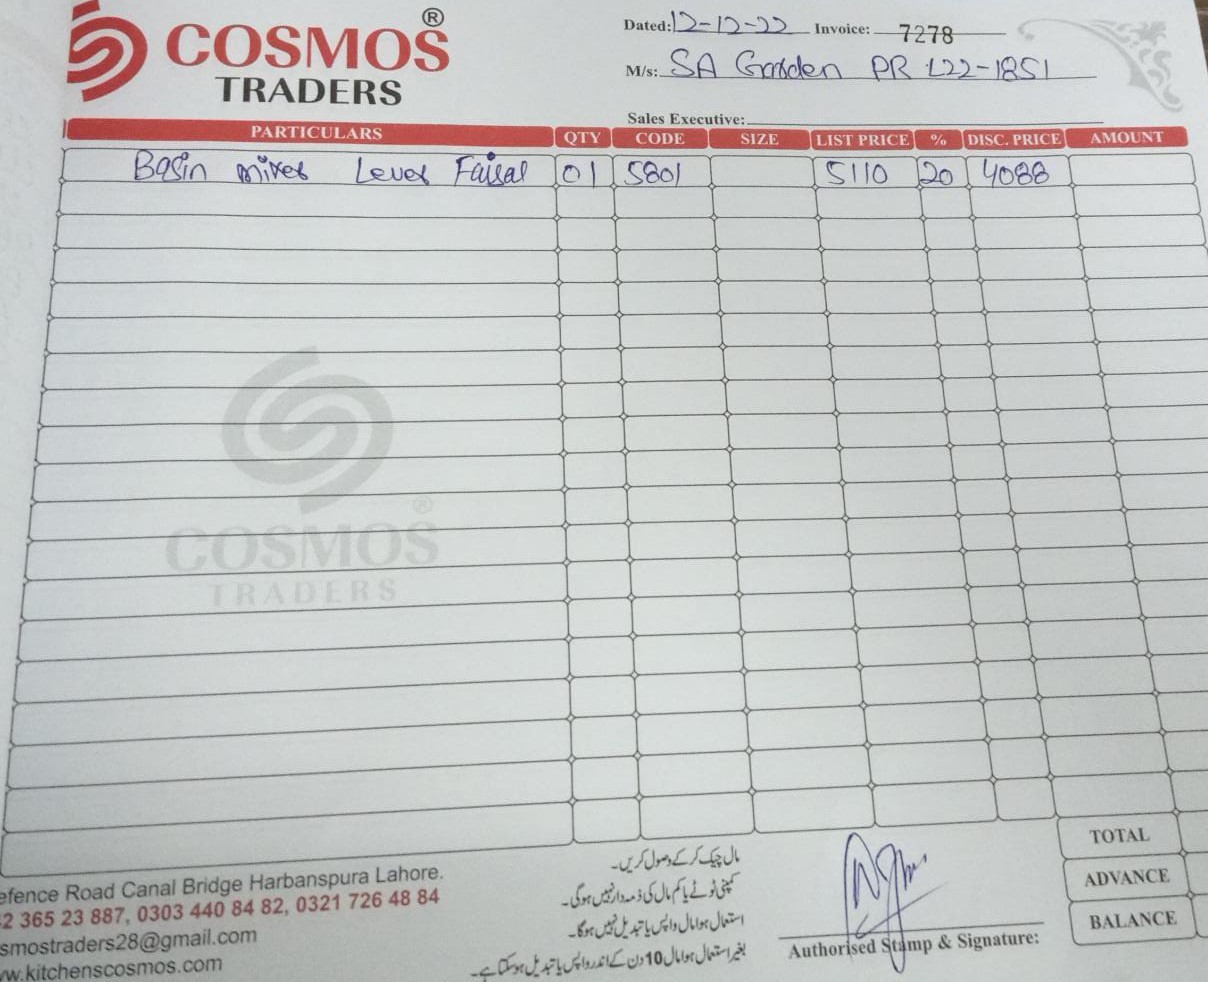 COSMOS®
TRADERS
Dated: 12-12-22 Invoice: 7278
M/s: SA Garden PR L22-1851
Sales Executive:
PARTICULARS QTY CODE SIZE LIST PRICE % DISC. PRICE AMOUNT
Basin mixer Lever Faisal 01 5801 5110 20 4088
COSMOS®
TRADERS
TOTAL
ADVANCE
BALANCE
efence Road Canal Bridge Harbanspura Lahore.
2 365 23 887, 0303 440 84 82, 0321 726 48 84
smostraders28@gmail.com
w.kitchenscosmos.com
مال چیک کر کے وصول کریں۔
کمپنی ٹوٹے یا کم مال کی ذمہ دار نہیں ہوگی۔
استعمال ہوا مال واپس یا تبدیل نہیں ہوگا۔
بغیر استعمال ہوا مال 10 دن کے اندر واپس یا تبدیل ہوسکتا ہے۔
Authorised Stamp & Signature: